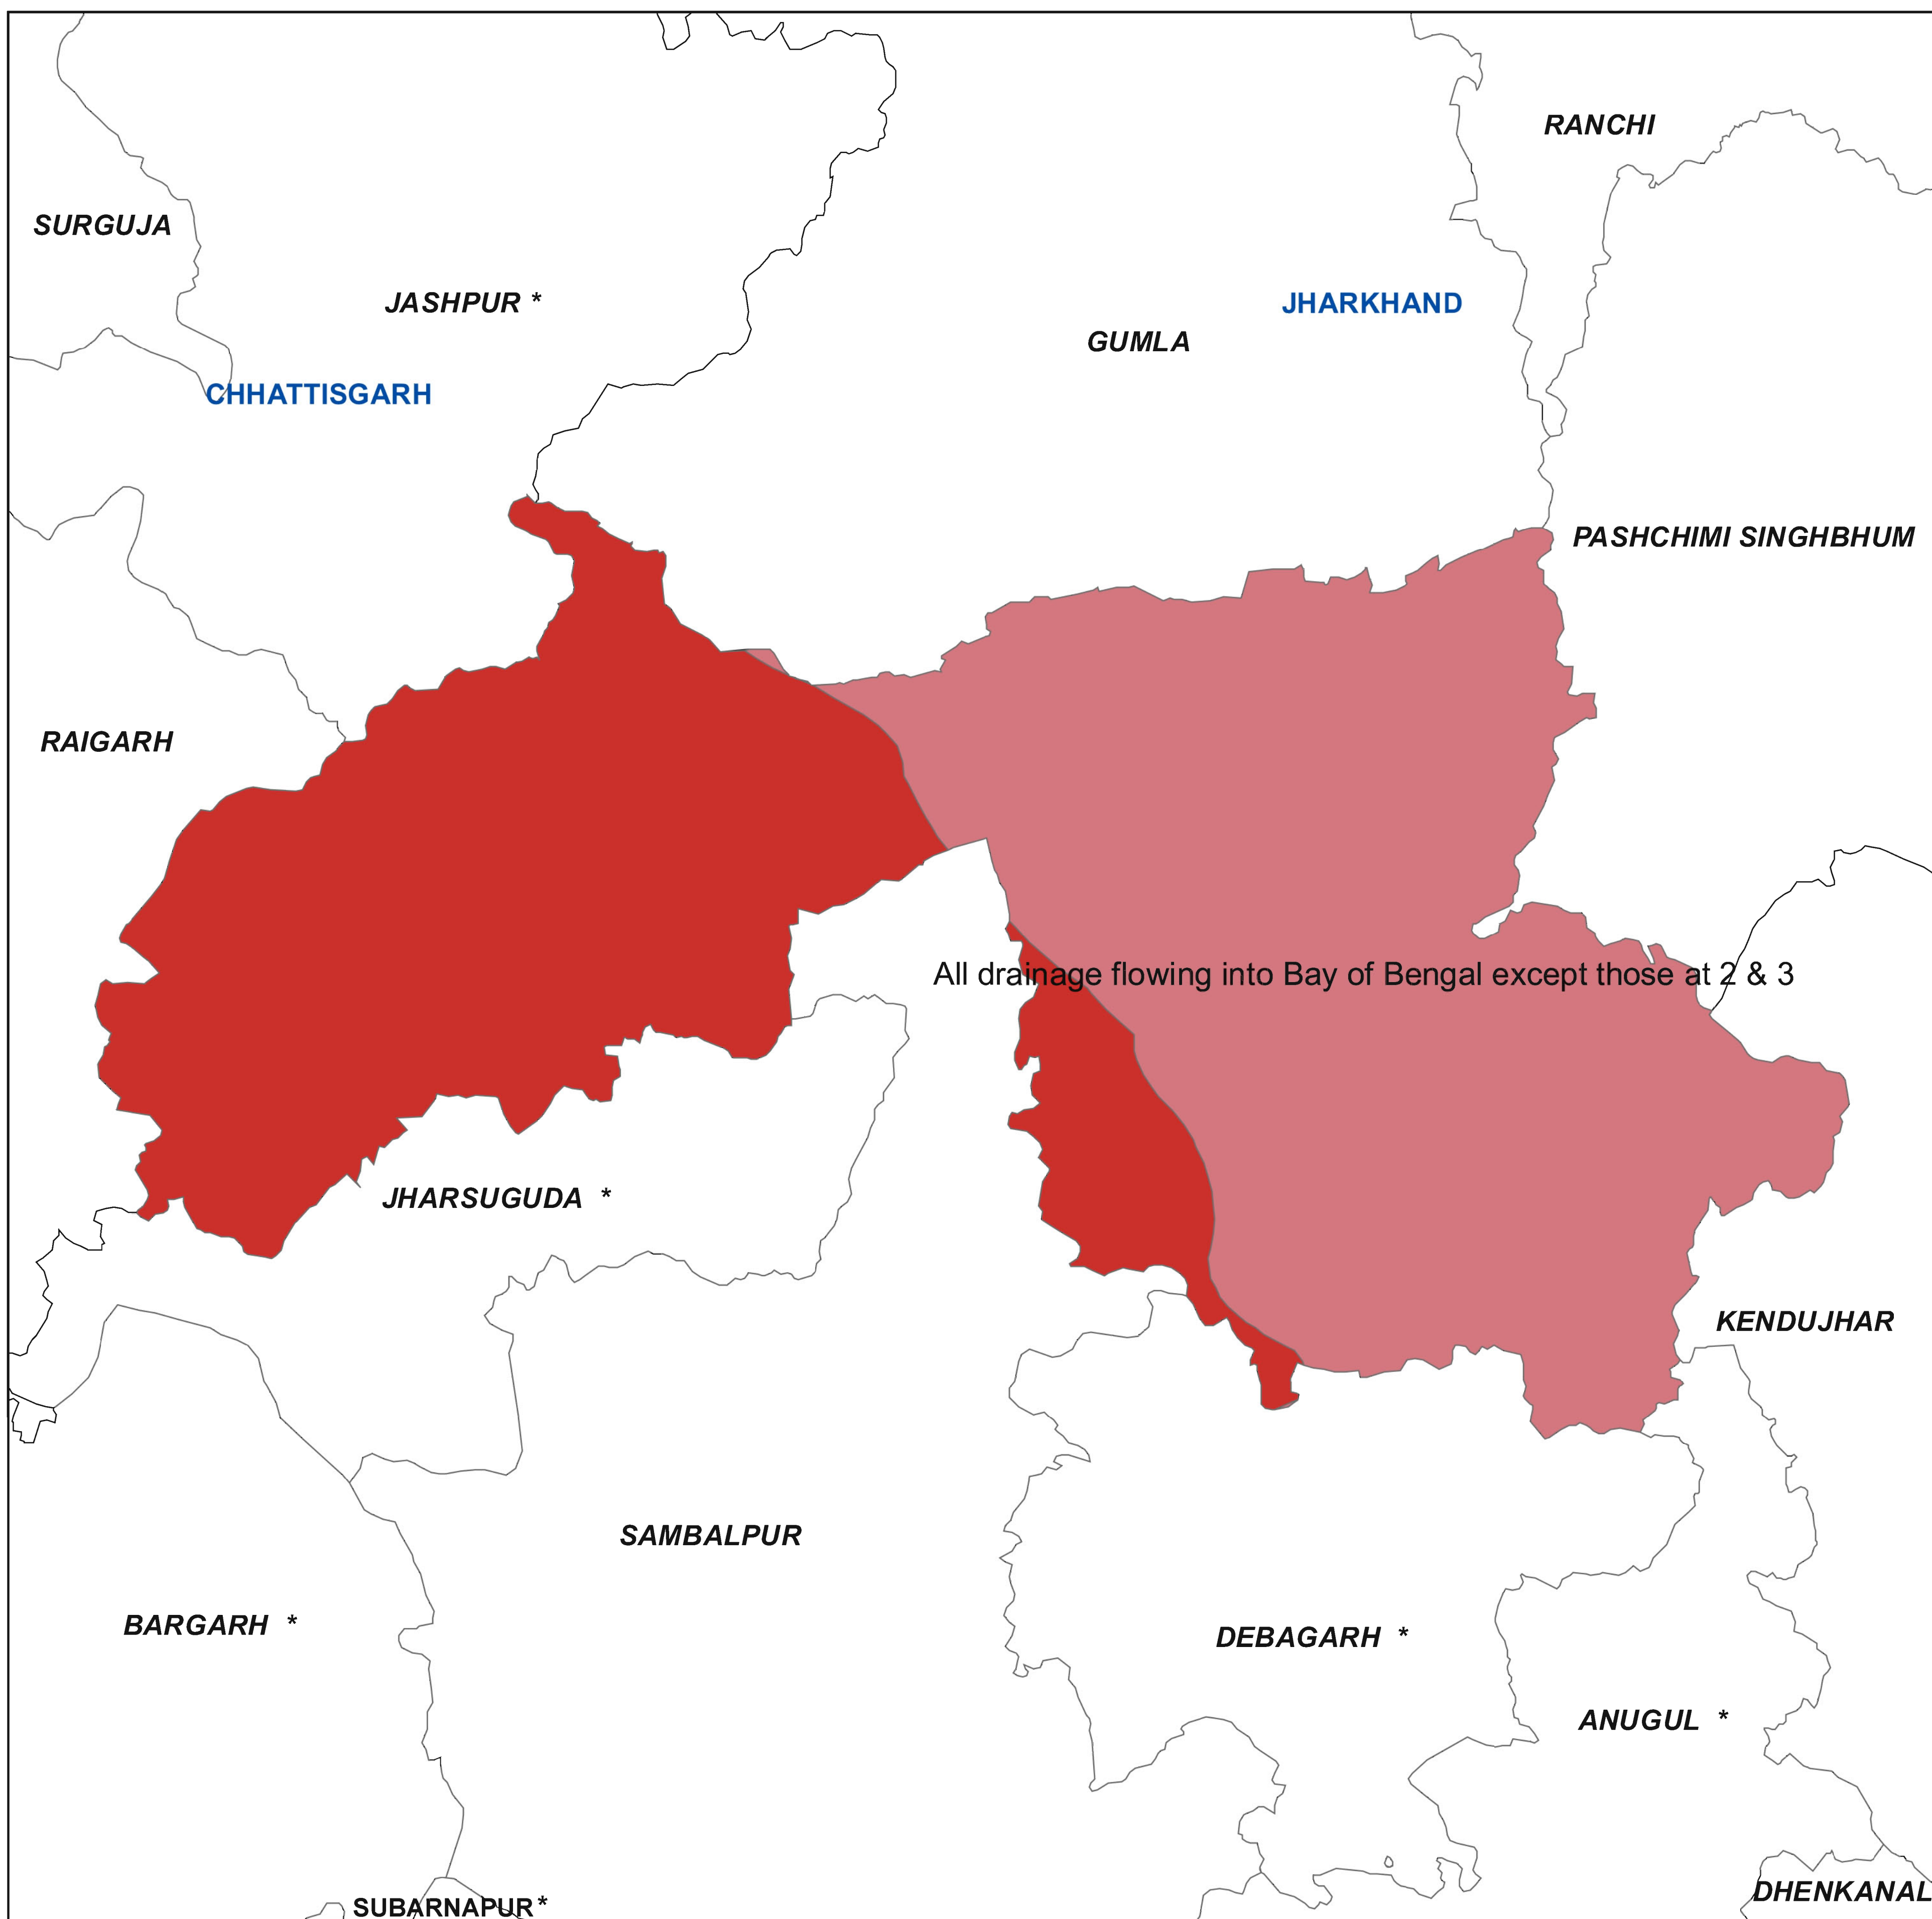 RANCHI
SURGUJA
JASHPUR *
JHARKHAND
GUMLA
CHHATTISGARH
PASHCHIMI SINGHBHUM
RAIGARH
All drainage flowing into Bay of Bengal except those at 2 & 3
JHARSUGUDA *
KENDUJHAR
SAMBALPUR
BARGARH *
DEBAGARH *
ANUGUL *
DHENKANAL
SUBARNAPUR *